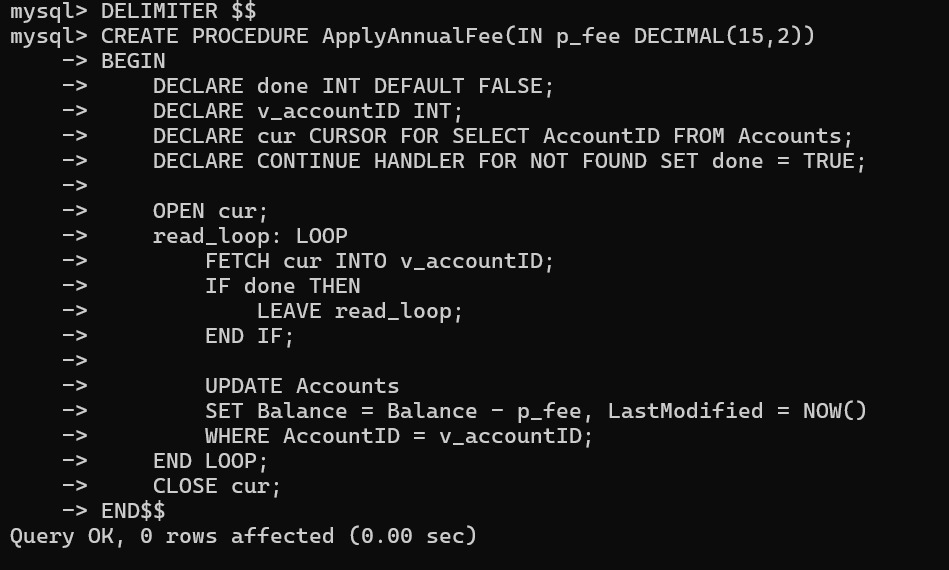 mysql> DELIMITER $$
mysql> CREATE PROCEDURE ApplyAnnualFee(IN p_fee DECIMAL(15,2))
    -> BEGIN
    ->     DECLARE done INT DEFAULT FALSE;
    ->     DECLARE v_accountID INT;
    ->     DECLARE cur CURSOR FOR SELECT AccountID FROM Accounts;
    ->     DECLARE CONTINUE HANDLER FOR NOT FOUND SET done = TRUE;
    ->
    ->     OPEN cur;
    ->     read_loop: LOOP
    ->         FETCH cur INTO v_accountID;
    ->         IF done THEN
    ->             LEAVE read_loop;
    ->         END IF;
    ->
    ->         UPDATE Accounts
    ->         SET Balance = Balance - p_fee, LastModified = NOW()
    ->         WHERE AccountID = v_accountID;
    ->     END LOOP;
    ->     CLOSE cur;
    -> END$$
Query OK, 0 rows affected (0.00 sec)